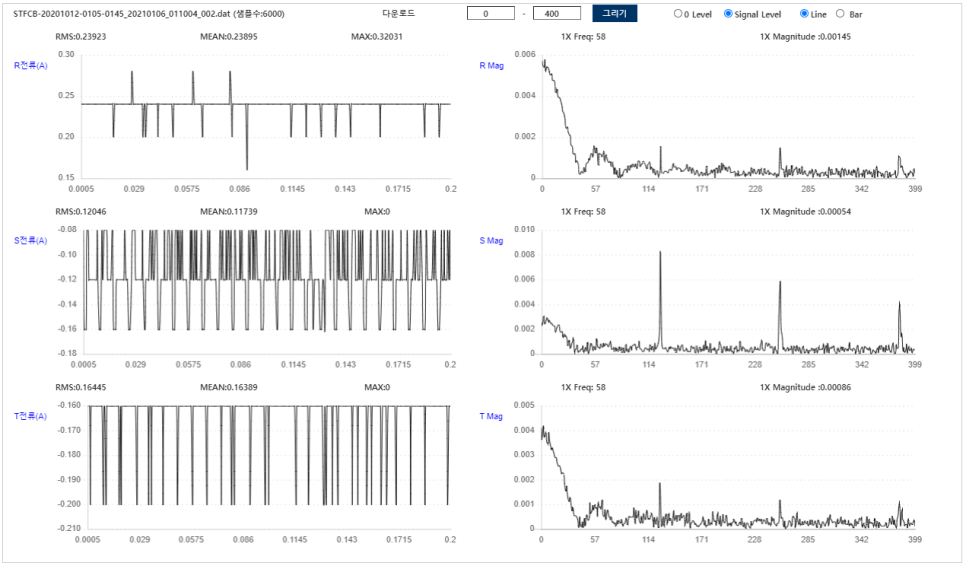 STFCB-20201012-0105-0145_20210106_011004_002.dat (샘플수:6000) 다운로드 0 - 400 그리기 0 Level Signal Level Line Bar
RMS:0.23923 MEAN:0.23895 MAX:0.32031 1X Freq: 58 1X Magnitude :0.00145
R전류(A)
0.30
0.25
0.20
0.15
0.0005 0.029 0.0575 0.086 0.1145 0.143 0.1715 0.2
R Mag
0.006
0.004
0.002
0
0 57 114 171 228 285 342 399
RMS:0.12046 MEAN:0.11739 MAX:0 1X Freq: 58 1X Magnitude :0.00054
S전류(A)
-0.08
-0.10
-0.12
-0.14
-0.16
-0.18
0.0005 0.029 0.0575 0.086 0.1145 0.143 0.1715 0.2
S Mag
0.010
0.008
0.006
0.004
0.002
0
0 57 114 171 228 285 342 399
RMS:0.16445 MEAN:0.16389 MAX:0 1X Freq: 58 1X Magnitude :0.00086
T전류(A)
-0.160
-0.170
-0.180
-0.190
-0.200
-0.210
0.0005 0.029 0.0575 0.086 0.1145 0.143 0.1715 0.2
T Mag
0.005
0.004
0.003
0.002
0.001
0
0 57 114 171 228 285 342 399